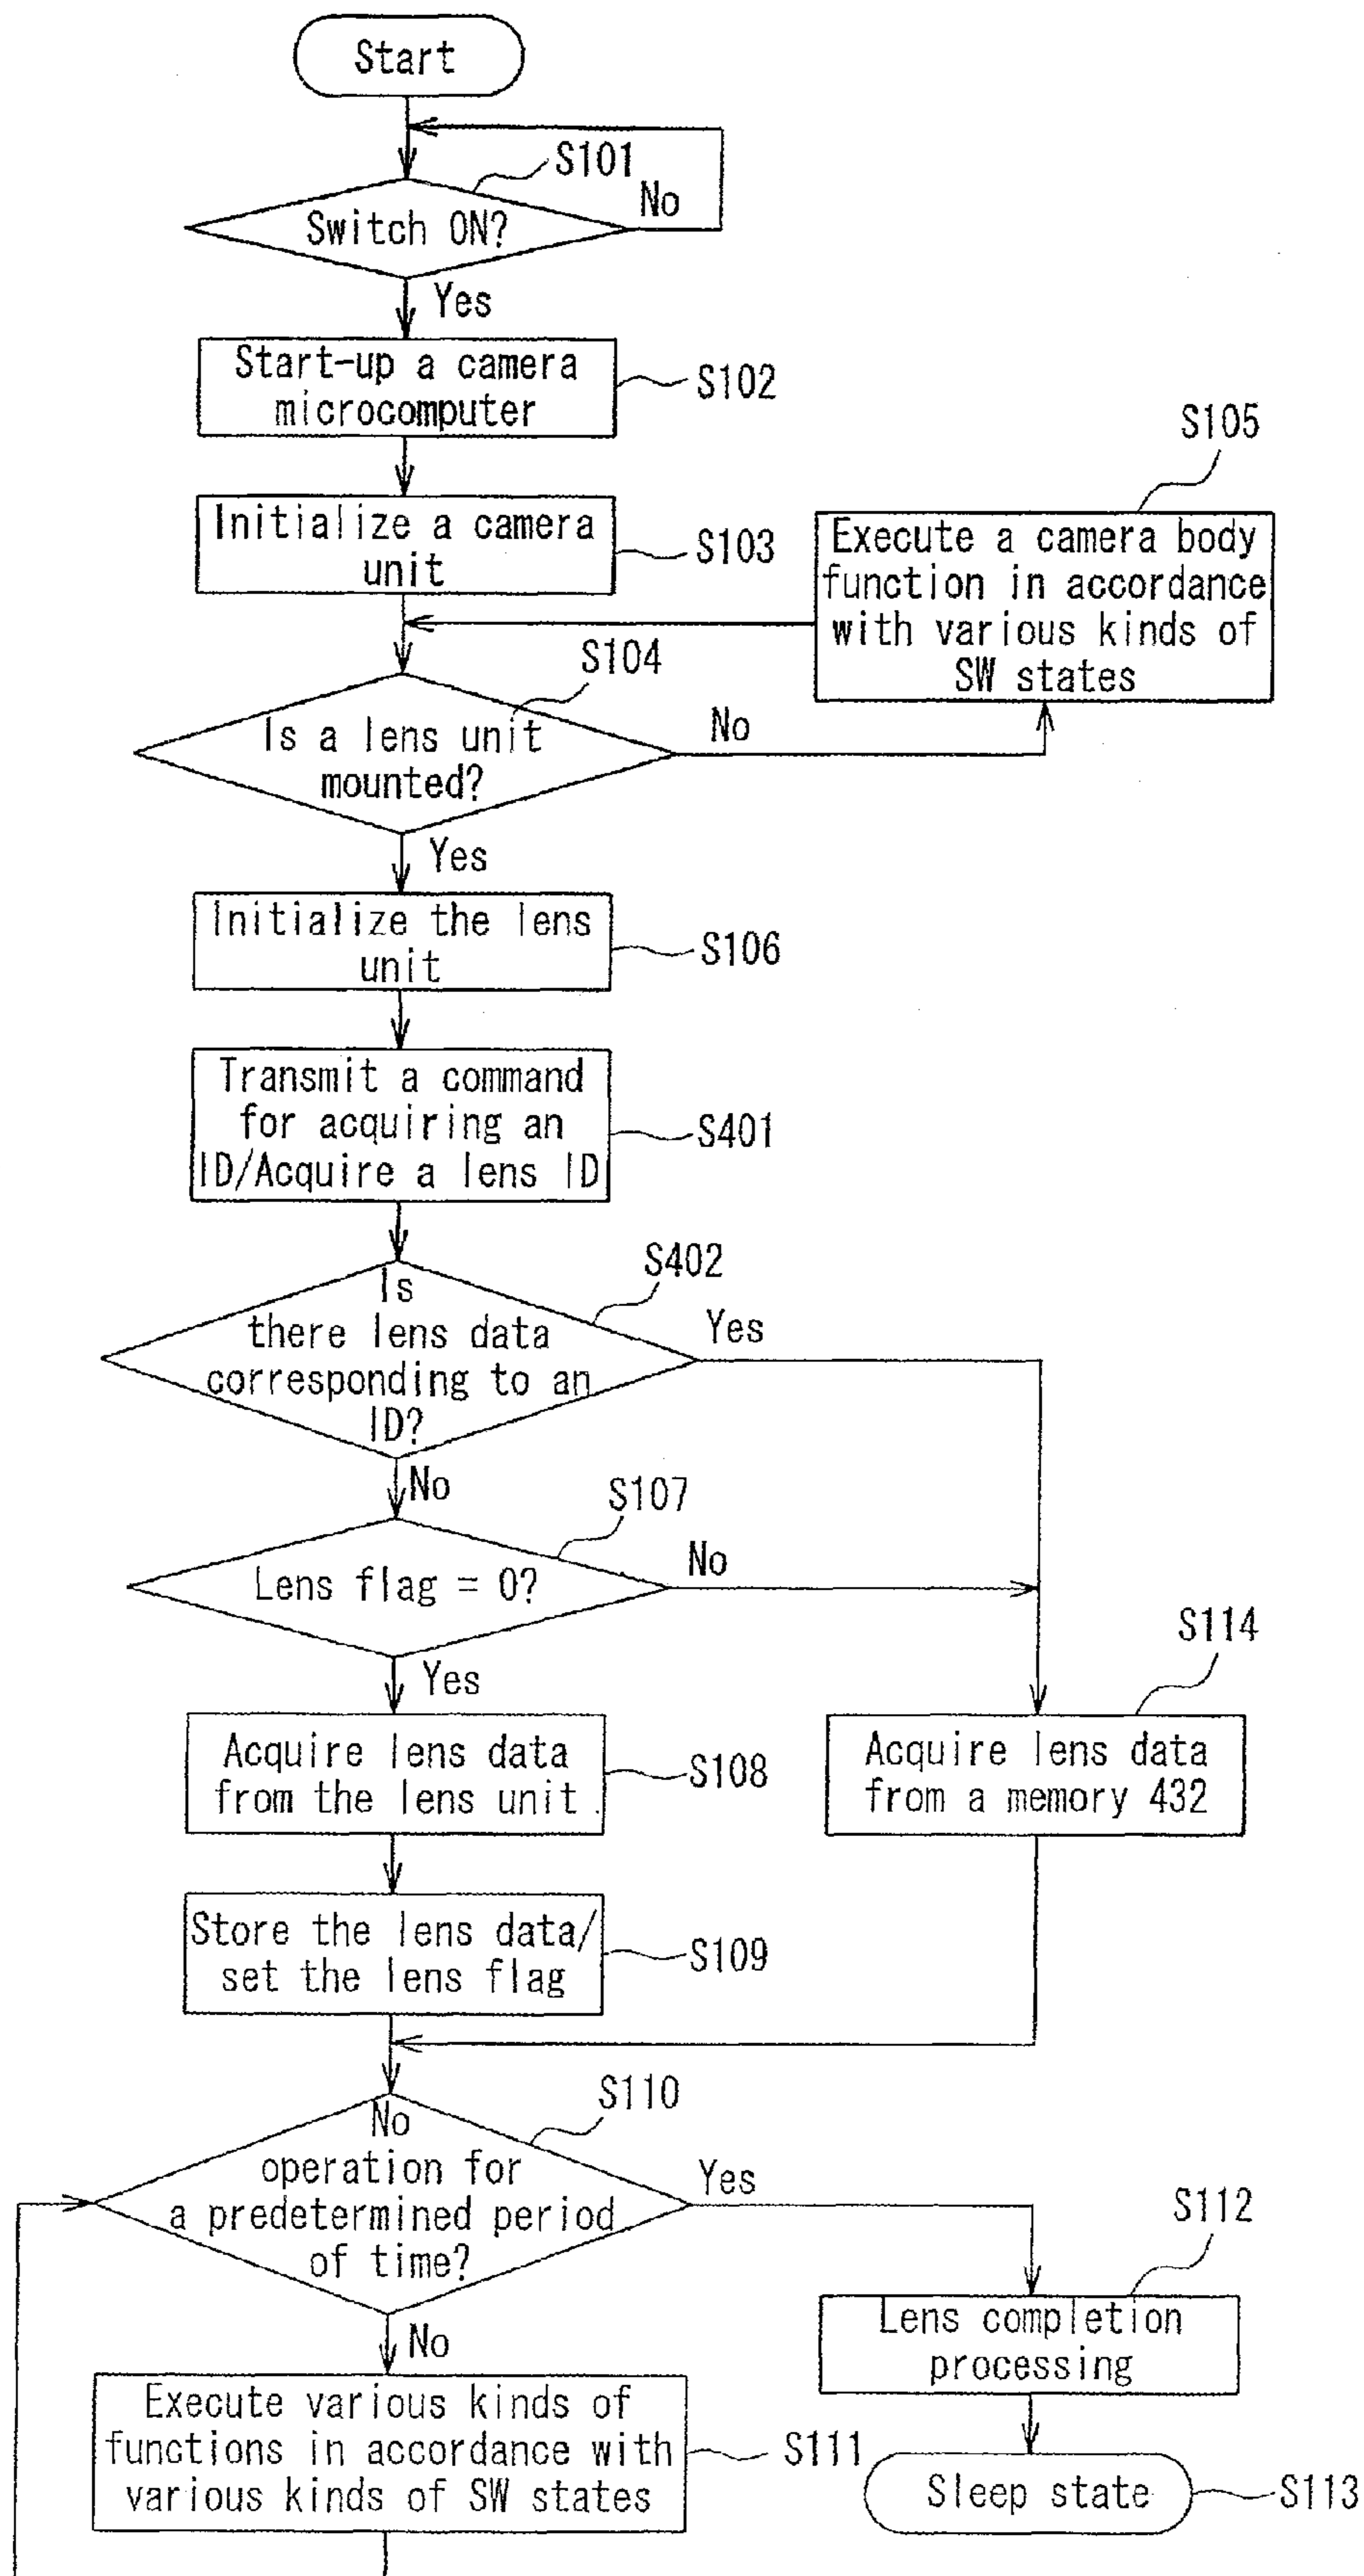 Start
S101
No
Switch ON?
Yes
Start-up a camera
microcomputer
S102
S105
Initialize a camera
unit
S103
Execute a camera body
function in accordance
with various kinds of
SW states
S104
No
Is a lens unit
mounted?
Yes
Initialize the lens
unit
S106
Transmit a command
for acquiring an
ID/Acquire a lens ID
S401
S402
Is
there lens data
corresponding to an
ID?
Yes
No
S107
No
Lens flag = 0?
Yes
S114
Acquire lens data
from the lens unit
S108
Acquire lens data
from a memory 432
Store the lens data/
set the lens flag
S109
S110
No
operation for
a predetermined period
of time?
Yes
S112
No
Lens completion
processing
Execute various kinds of
functions in accordance with
various kinds of SW states
S111
Sleep state
S113